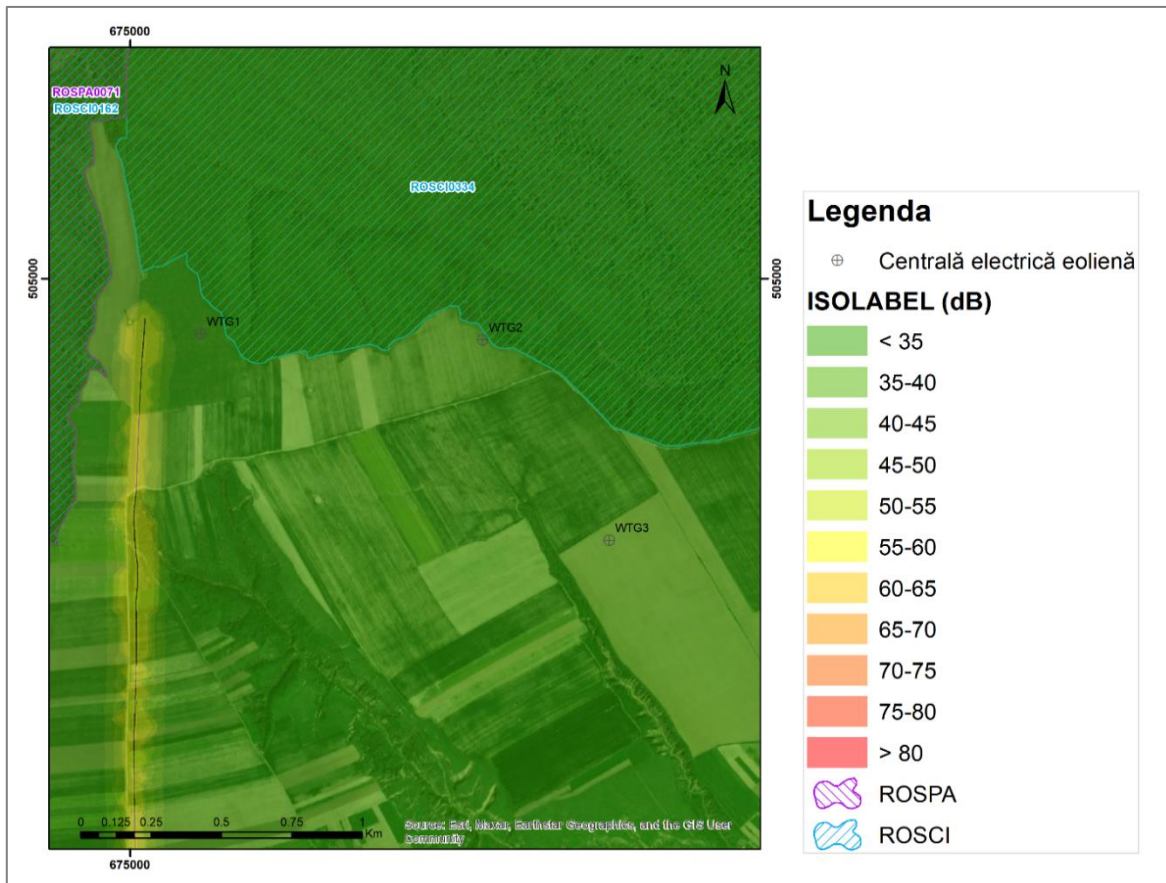 675000
ROSPA0071
ROSCI0162
N
ROSCI0334
505000
505000
WTG1
WTG2
WTG3
0 0.125 0.25 0.5 0.75 1
Km
Source: Esri, Maxar, Earthstar Geographics, and the GIS User
Community
675000
Legenda
Centrală electrică eolienă
ISOLABEL (dB)
< 35
35-40
40-45
45-50
50-55
55-60
60-65
65-70
70-75
75-80
> 80
ROSPA
ROSCI